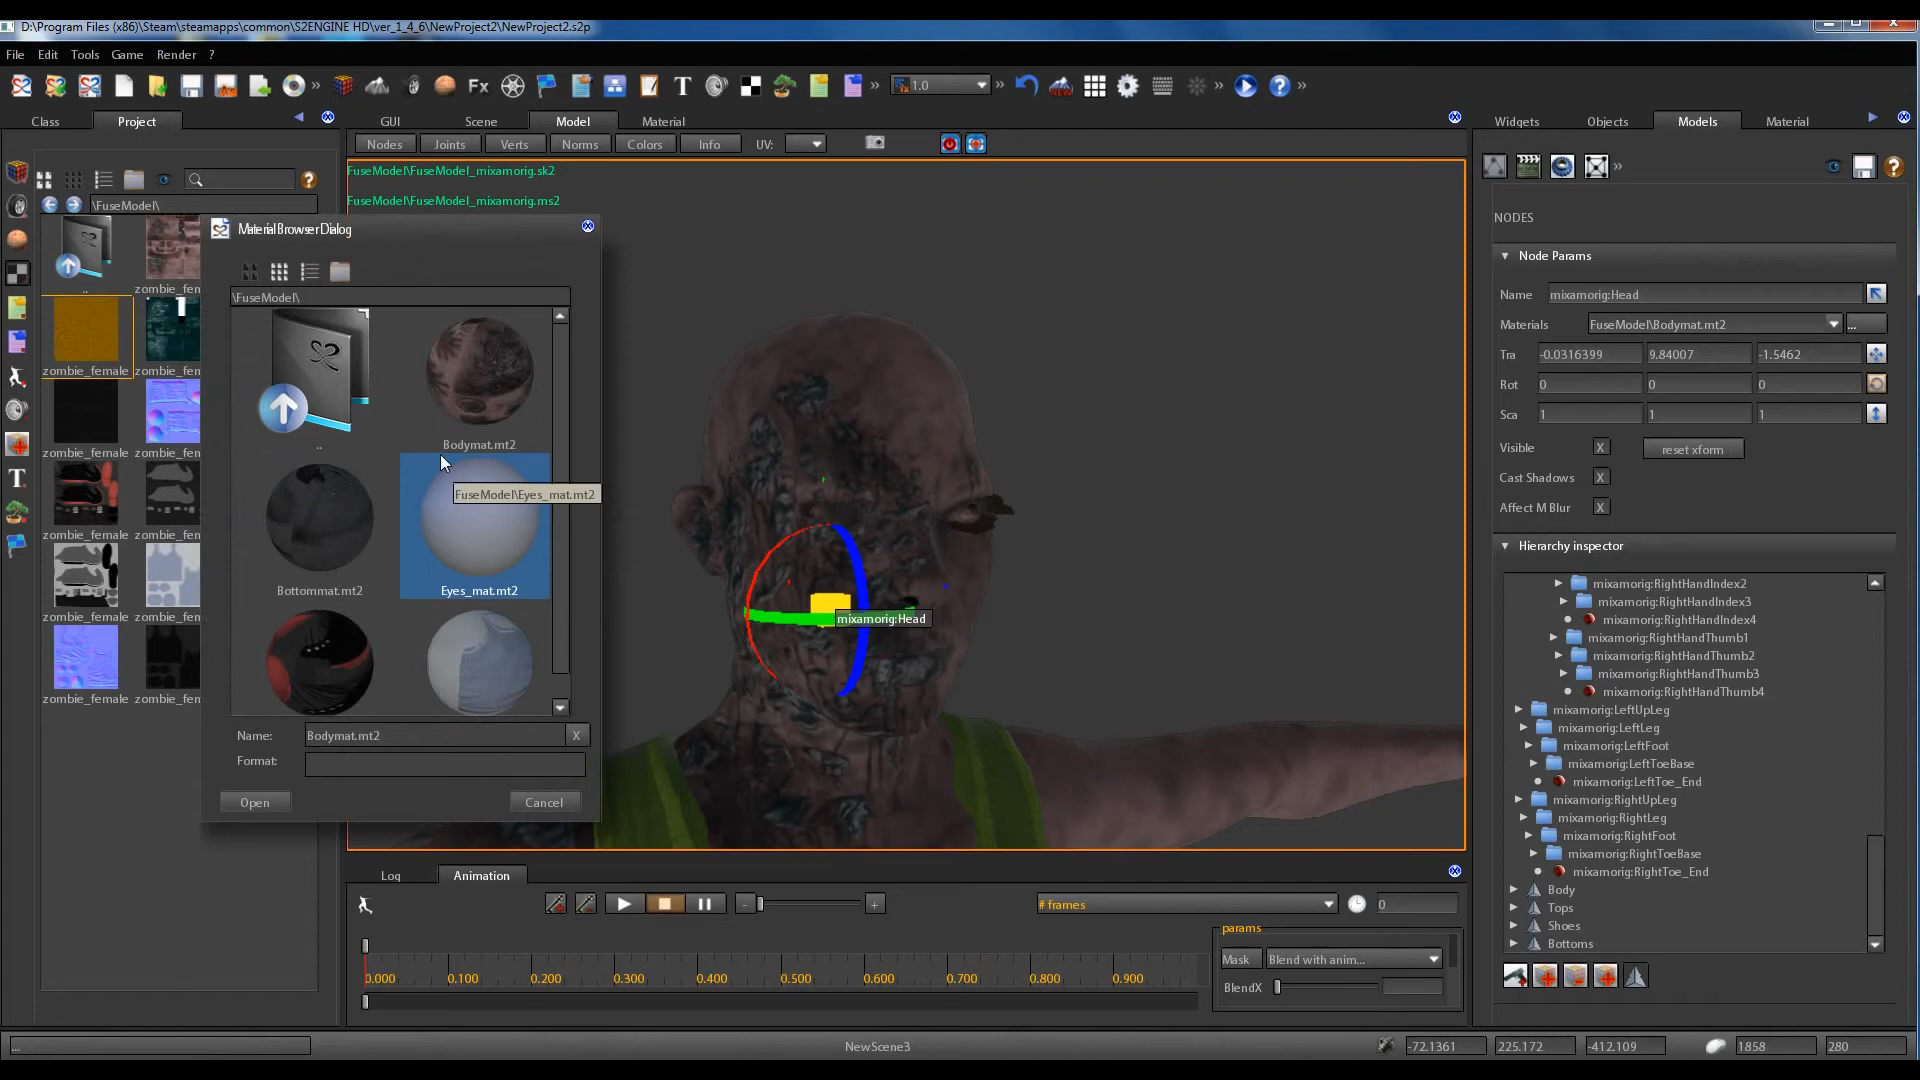 D:\Program Files (x86)\Steam\steamapps\common\S2ENGINE HD\ver_1_4_6\NewProject2\NewProject2.s2p
File Edit Tools Game Render ?
Fx T 1.0
Class Project
GUI Scene Model Material
Widgets Objects Models Material
Nodes Joints Verts Norms Colors Info UV:
\FuseModel\
FuseModel\FuseModel_mixamorig.sk2
FuseModel\FuseModel_mixamorig.ms2
..
zombie_fem
zombie_female zombie_fem
zombie_female zombie_fem
zombie_female zombie_fem
zombie_female zombie_fem
zombie_female zombie_fem
MaterialBrowserDialog
\FuseModel\
..
Bodymat.mt2
FuseModel\Eyes_mat.mt2
Bottommat.mt2
Eyes_mat.mt2
Name: Bodymat.mt2 X
Format:
Open Cancel
mixamorig:Head
NODES
Node Params
Name mixamorig:Head
Materials FuseModel\Bodymat.mt2 ...
Tra -0.0316399 9.84007 -1.5462
Rot 0 0 0
Sca 1 1 1
Visible X reset xform
Cast Shadows X
Affect M Blur X
Hierarchy inspector
mixamorig:RightHandIndex2
mixamorig:RightHandIndex3
mixamorig:RightHandIndex4
mixamorig:RightHandThumb1
mixamorig:RightHandThumb2
mixamorig:RightHandThumb3
mixamorig:RightHandThumb4
mixamorig:LeftUpLeg
mixamorig:LeftLeg
mixamorig:LeftFoot
mixamorig:LeftToeBase
mixamorig:LeftToe_End
mixamorig:RightUpLeg
mixamorig:RightLeg
mixamorig:RightFoot
mixamorig:RightToeBase
mixamorig:RightToe_End
Body
Tops
Shoes
Bottoms
Log Animation
- + # frames 0
0.000 0.100 0.200 0.300 0.400 0.500 0.600 0.700 0.800 0.900
params
Mask Blend with anim...
BlendX
... NewScene3 -72.1361 225.172 -412.109 1858 280